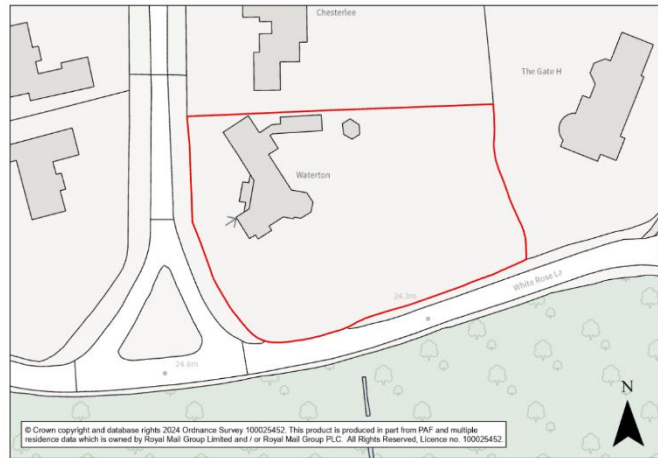 Chesterlee
The Gate H
Waterton
White Rose La
24.3m
24.4m
N
© Crown copyright and database rights 2024 Ordnance Survey 100025452. This product is produced in part from PAF and multiple
residence data which is owned by Royal Mail Group Limited and / or Royal Mail Group PLC. All Rights Reserved, Licence no. 100025452.